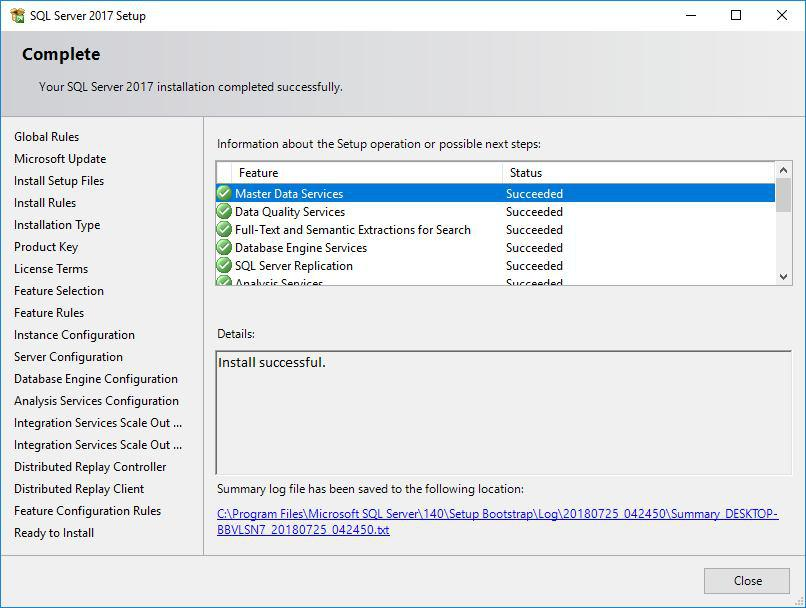 SQL Server 2017 Setup
Complete
Your SQL Server 2017 installation completed successfully.
Global Rules
Microsoft Update
Install Setup Files
Install Rules
Installation Type
Product Key
License Terms
Feature Selection
Feature Rules
Instance Configuration
Server Configuration
Database Engine Configuration
Analysis Services Configuration
Integration Services Scale Out ...
Integration Services Scale Out ...
Distributed Replay Controller
Distributed Replay Client
Feature Configuration Rules
Ready to Install
Information about the Setup operation or possible next steps:
Feature Status
Master Data Services Succeeded
Data Quality Services Succeeded
Full-Text and Semantic Extractions for Search Succeeded
Database Engine Services Succeeded
SQL Server Replication Succeeded
Analysis Services Succeeded
Details:
Install successful.
Summary log file has been saved to the following location:
C:\Program Files\Microsoft SQL Server\140\Setup Bootstrap\Log\20180725_042450\Summary_DESKTOP-
BBVLSN7_20180725_042450.txt
Close